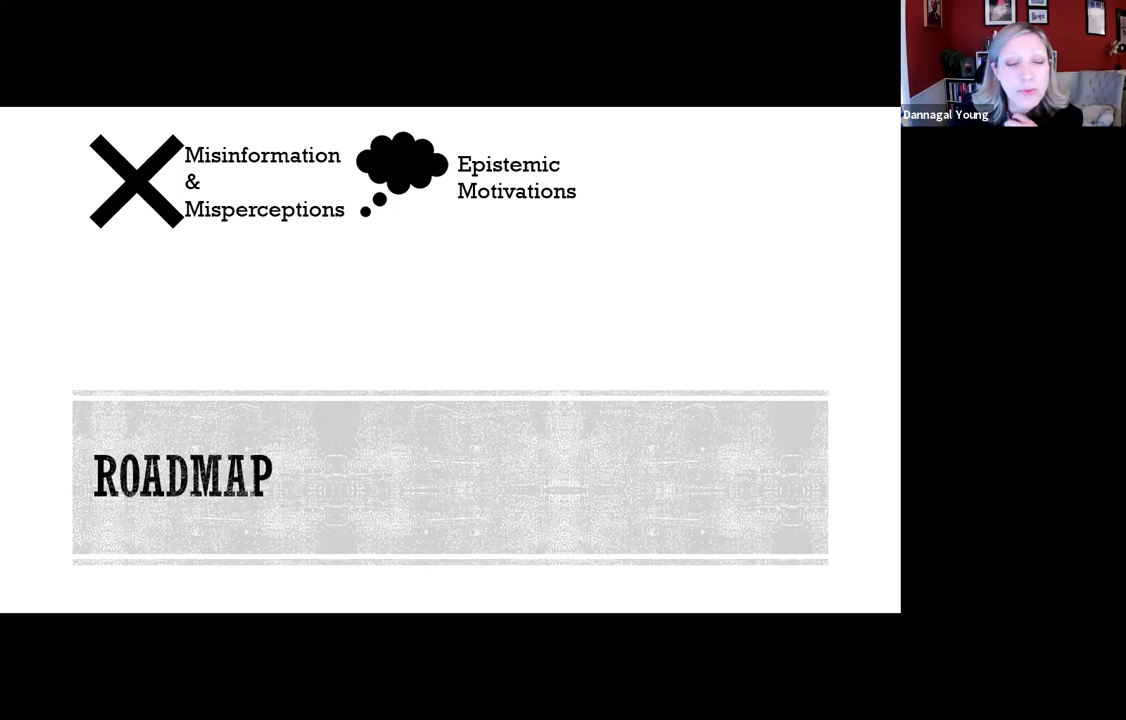 Misinformation
&
Misperceptions
Epistemic
Motivations
ROADMAP
Dannagal Young